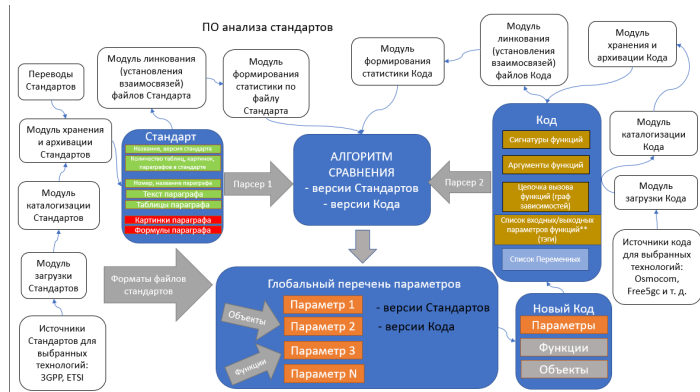 ПО анализа стандартов
Переводы
Стандартов
Модуль хранения
и архивации
Стандартов
Модуль
каталогизации
Стандартов
Модуль
загрузки
Стандартов
Источники
Стандартов для
выбранных
технологий:
3GPP, ETSI
Модуль
линкования
(установления
взаимосвязей)
файлов Стандарта
Модуль
формирования
статистики по
файлу
Стандарта
Стандарт
Название, версия стандарта
Количество таблиц, картинок,
параграфов в стандарте
Номер, название параграфа
Текст параграфа
Таблицы параграфа
Картинки параграфа
Формулы параграфа
Парсер 1
АЛГОРИТМ
СРАВНЕНИЯ
- версии Стандартов
- версии Кода
Парсер 2
Модуль
формирования
статистики
Кода
Модуль
линкования
(установления
взаимосвязей)
файлов Кода
Модуль
хранения и
архивации Кода
Модуль
каталогизации
Кода
Модуль
загрузки Кода
Источники кода
для выбранных
технологий:
Osmocom,
Free5gc и т. д.
Код
Сигнатуры функций
Аргументы функций
Цепочка вызова
функций (граф
зависимостей)
Список входных/выходных
параметров функций** (тэги)
Список Переменных
Форматы файлов
стандартов
Глобальный перечень параметров
Объекты
Функции
Параметр 1
Параметр 2
Параметр 3
Параметр N
- версии Стандартов
- версии Кода
Новый Код
Параметры
Функции
Объекты